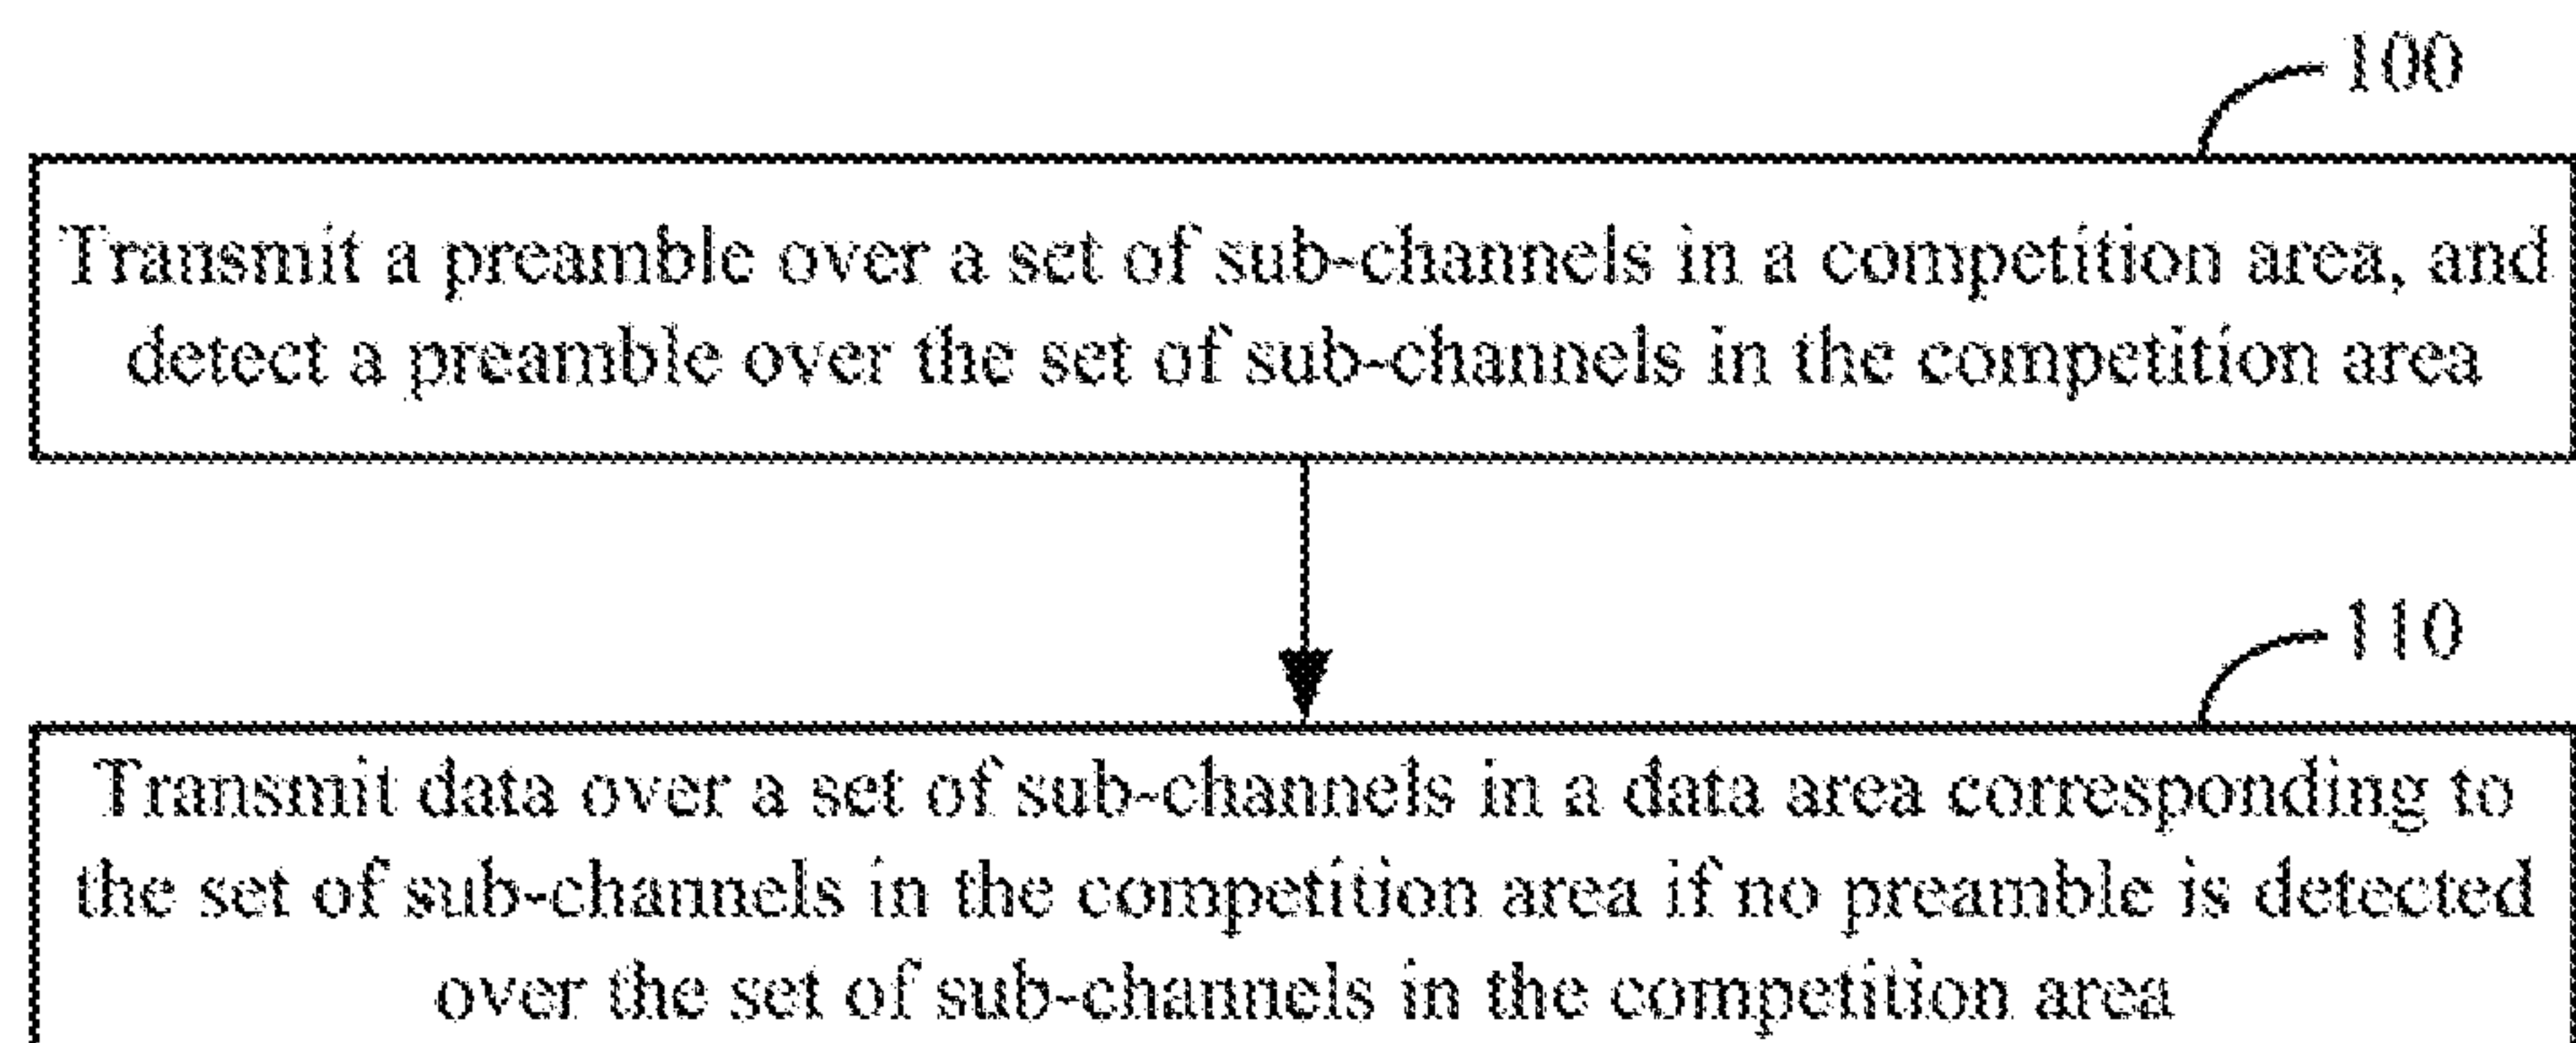 100
Transmit a preamble over a set of sub-channels in a competition area, and
detect a preamble over the set of sub-channels in the competition area
110
Transmit data over a set of sub-channels in a data area corresponding to
the set of sub-channels in the competition area if no preamble is detected
over the set of sub-channels in the competition area